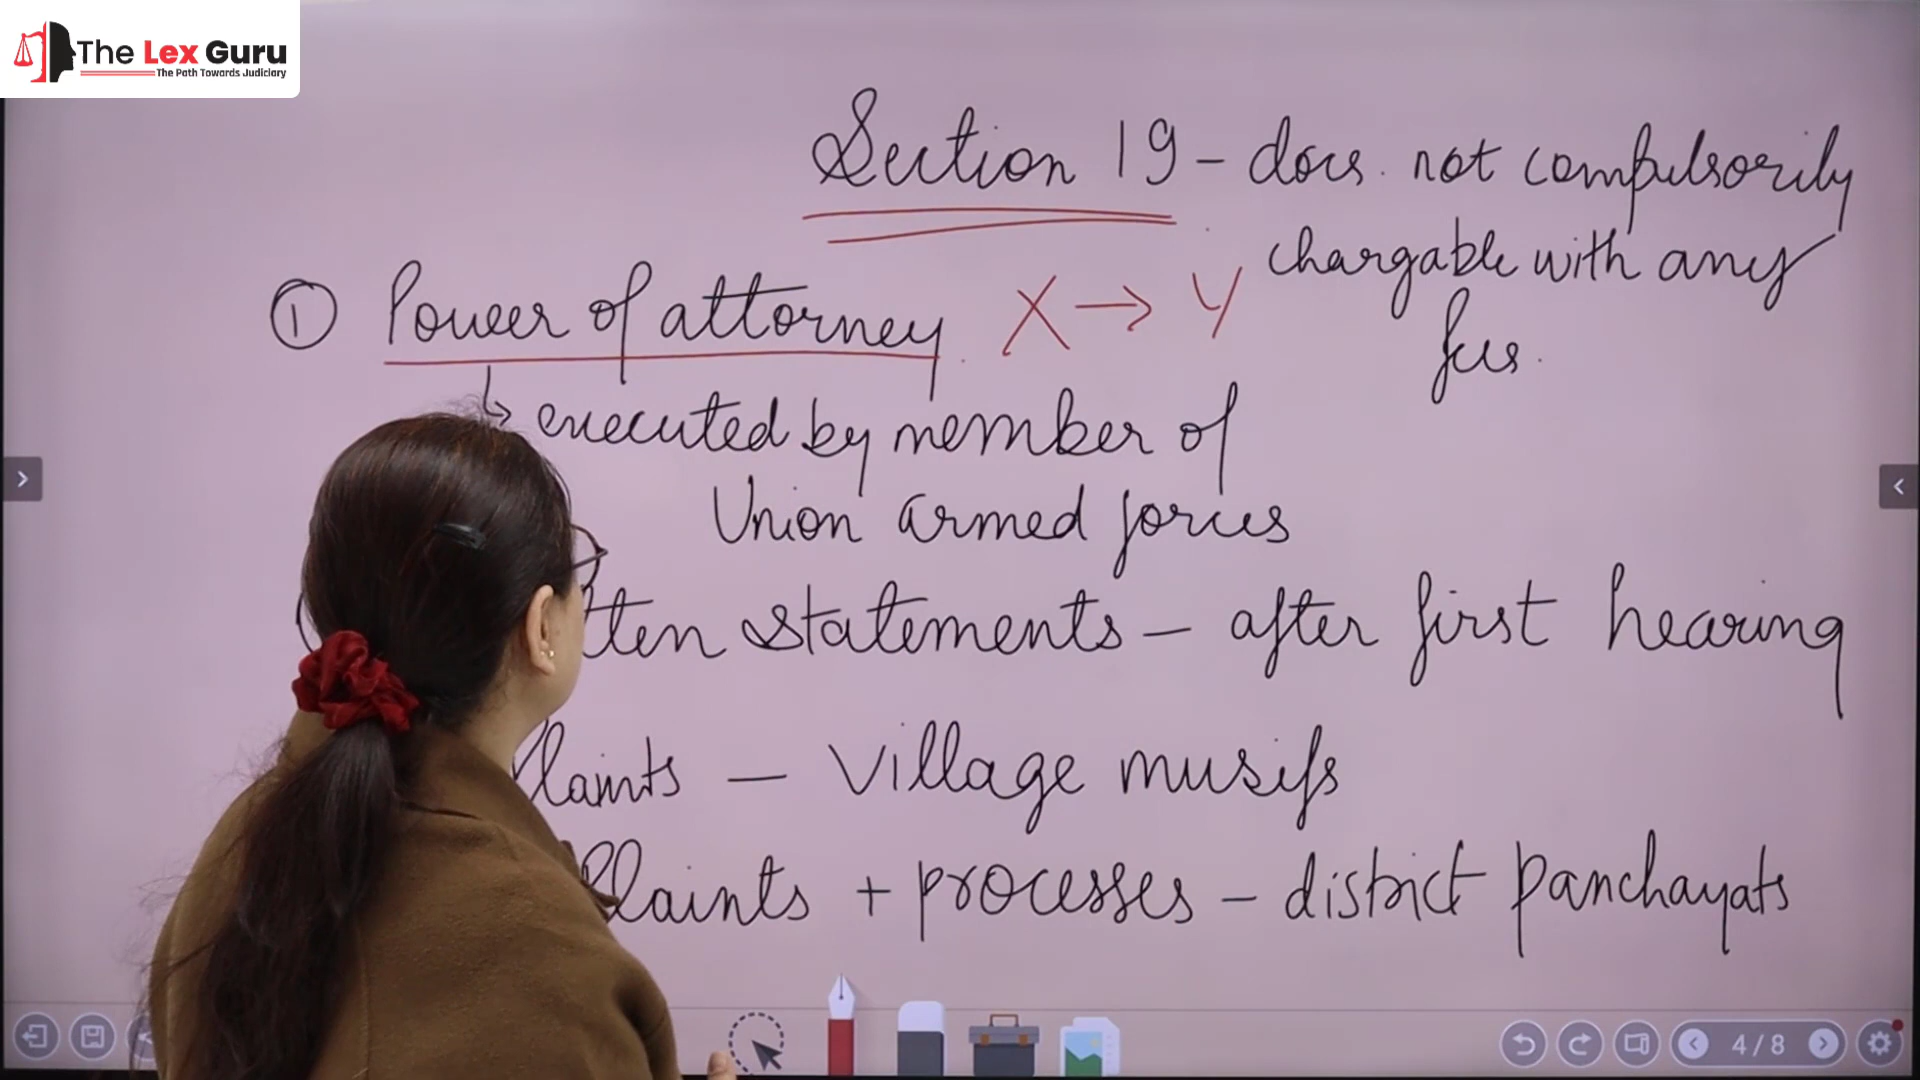 The Lex Guru
The Path Towards Judiciary
Section 19 - does not compulsorily
chargable with any
fees.
① Power of attorney. X → Y
↳ executed by member of
Union armed forces
tten statements - after first hearing
laints - village musifs
laints + processes - district panchayats
4/8